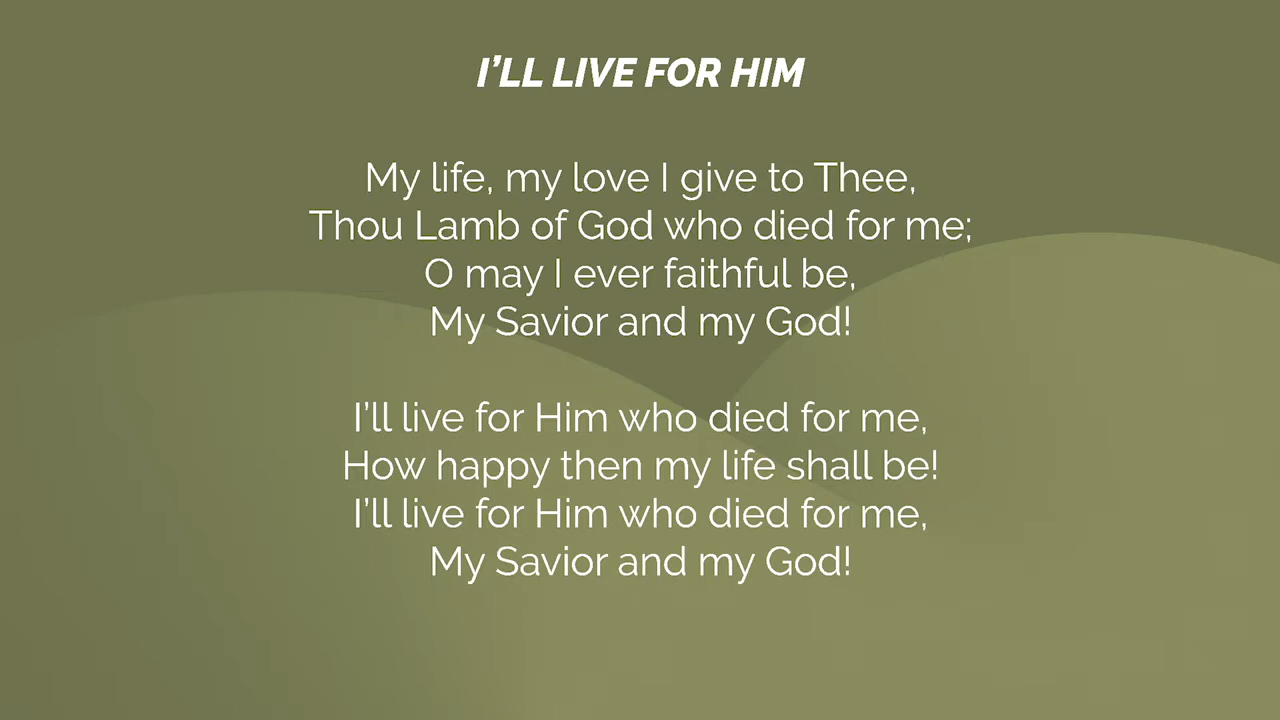 I’LL LIVE FOR HIM
My life, my love I give to Thee,
Thou Lamb of God who died for me;
O may I ever faithful be,
My Savior and my God!
I’ll live for Him who died for me,
How happy then my life shall be!
I’ll live for Him who died for me,
My Savior and my God!